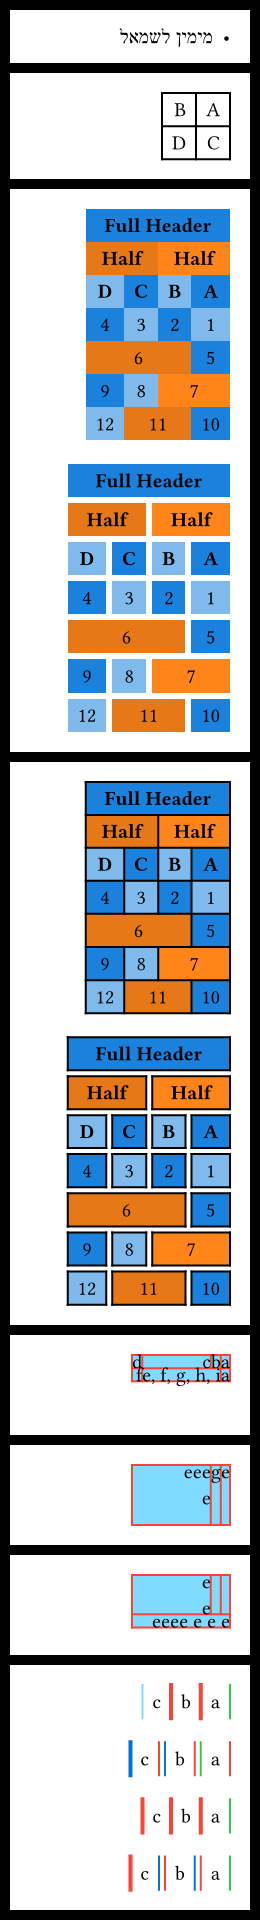 • מימין לשמאל
B A
D C
Full Header
Half Half
D C B A
4 3 2 1
6 5
9 8 7
12 11 10
Full Header
Half Half
D C B A
4 3 2 1
6 5
9 8 7
12 11 10
Full Header
Half Half
D C B A
4 3 2 1
6 5
9 8 7
12 11 10
Full Header
Half Half
D C B A
4 3 2 1
6 5
9 8 7
12 11 10
d cba
e, f, g, h, i
eeege
e
e
e
eeee e e e
c b a
c b a
c b a
c b a